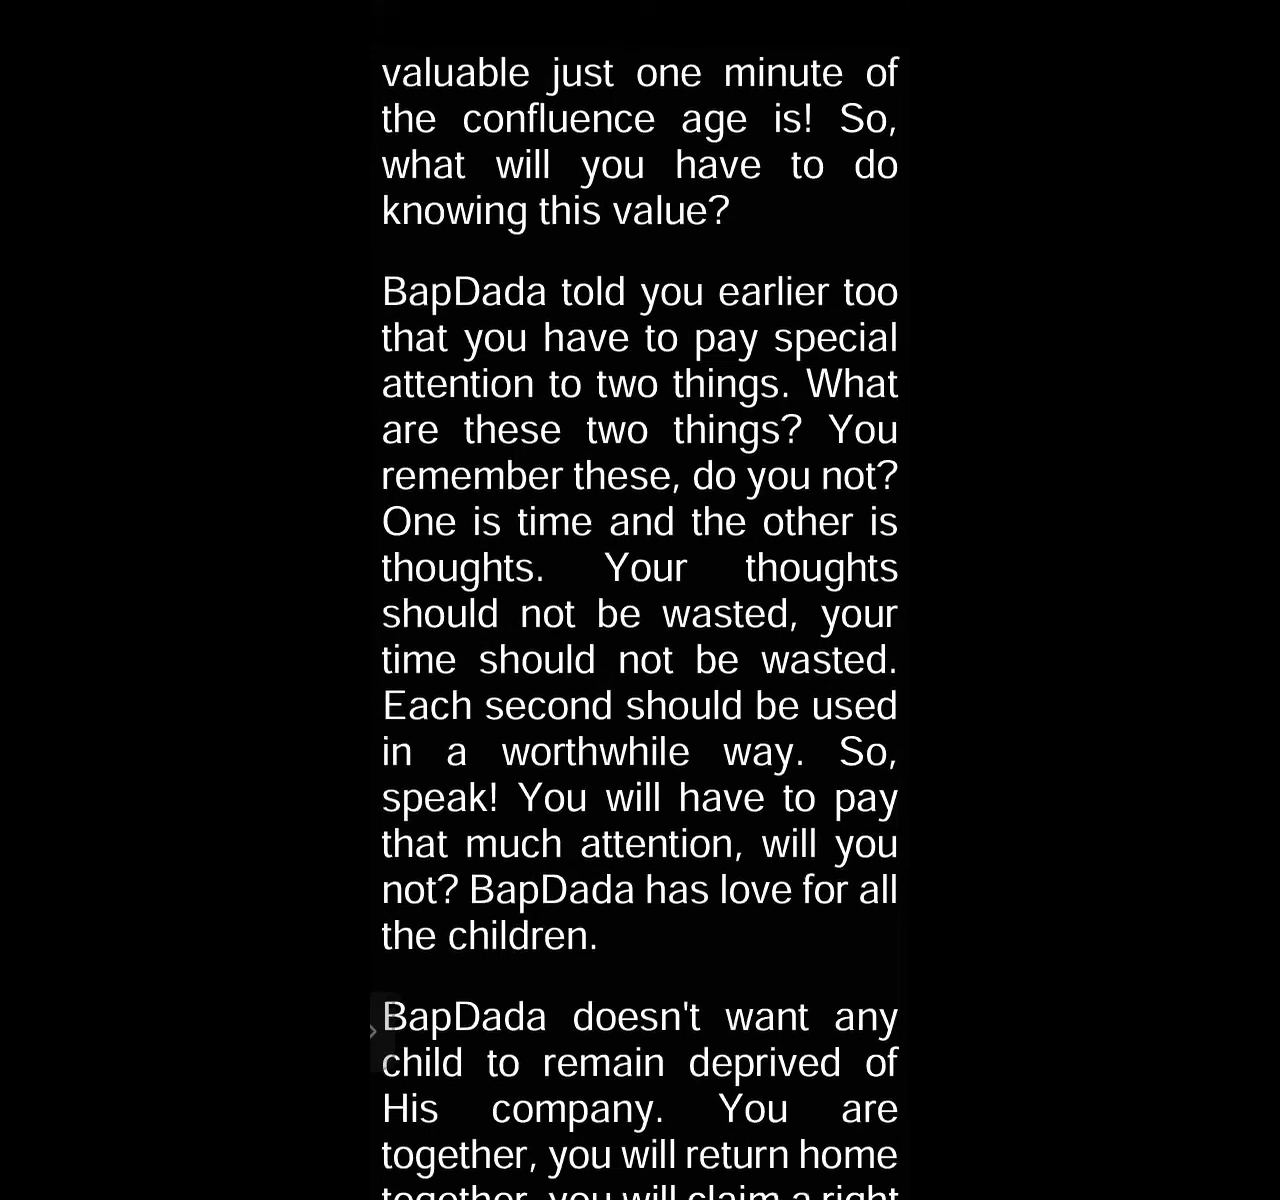 valuable just one minute of
the confluence age is! So,
what will you have to do
knowing this value?
BapDada told you earlier too
that you have to pay special
attention to two things. What
are these two things? You
remember these, do you not?
One is time and the other is
thoughts. Your thoughts
should not be wasted, your
time should not be wasted.
Each second should be used
in a worthwhile way. So,
speak! You will have to pay
that much attention, will you
not? BapDada has love for all
the children.
BapDada doesn't want any
child to remain deprived of
His company. You are
together, you will return home
together, you will claim a right